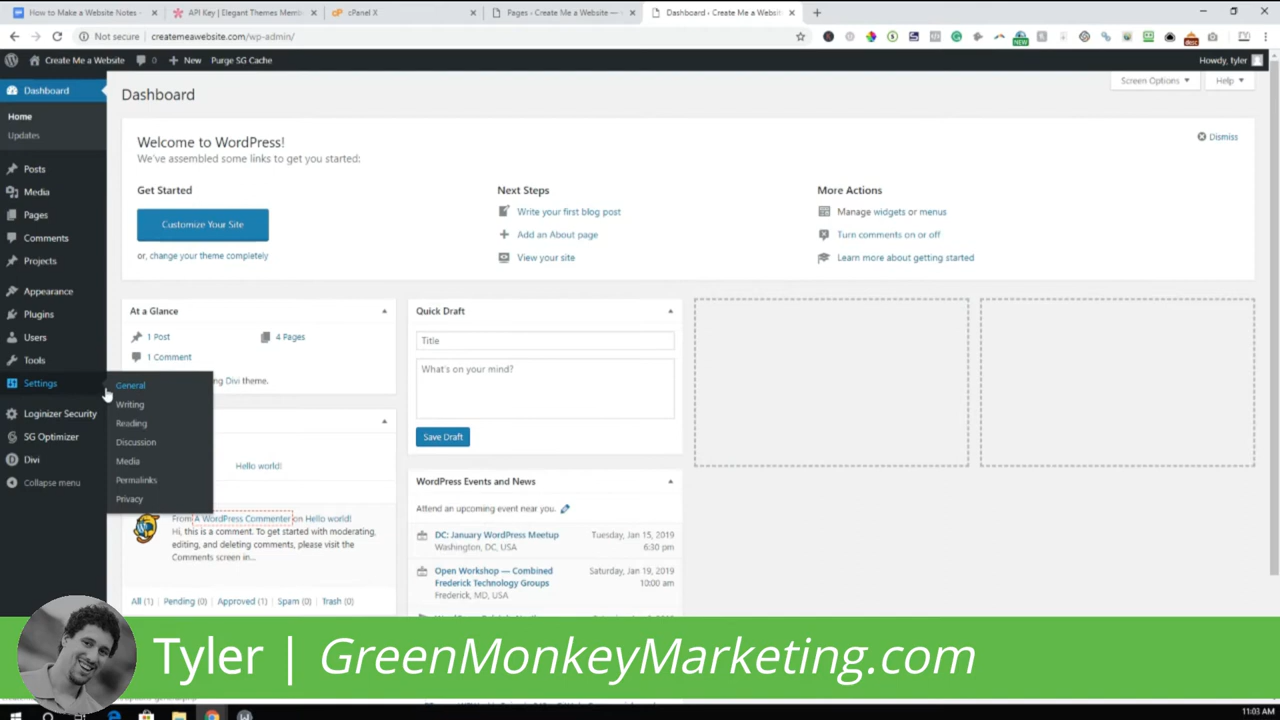 How to Make a Website Notes -
API Key | Elegant Themes Memb
cPanel X
Pages ‹ Create Me a Website —
Dashboard ‹ Create Me a Websit
Not secure | createmeawebsite.com/wp-admin/
Create Me a Website
0
New
Purge SG Cache
Howdy, tyler
Dashboard
Home
Updates
Posts
Media
Pages
Comments
Projects
Appearance
Plugins
Users
Tools
Settings
Loginizer Security
SG Optimizer
Divi
Collapse menu
General
Writing
Reading
Discussion
Media
Permalinks
Privacy
Dashboard
Screen Options
Help
Welcome to WordPress!
We've assembled some links to get you started:
Dismiss
Get Started
Customize Your Site
or, change your theme completely
Next Steps
Write your first blog post
Add an About page
View your site
More Actions
Manage widgets or menus
Turn comments on or off
Learn more about getting started
At a Glance
1 Post
4 Pages
1 Comment
ng Divi theme.
Hello world!
From A WordPress Commenter on Hello world!
Hi, this is a comment. To get started with moderating,
editing, and deleting comments, please visit the
Comments screen in...
All (1) | Pending (0) | Approved (1) | Spam (0) | Trash (0)
Quick Draft
Title
What's on your mind?
Save Draft
WordPress Events and News
Attend an upcoming event near you.
DC: January WordPress Meetup
Washington, DC, USA
Tuesday, Jan 15, 2019
6:30 pm
Open Workshop — Combined
Frederick Technology Groups
Frederick, MD, USA
Saturday, Jan 19, 2019
10:00 am
Tyler | GreenMonkeyMarketing.com
11:03 AM